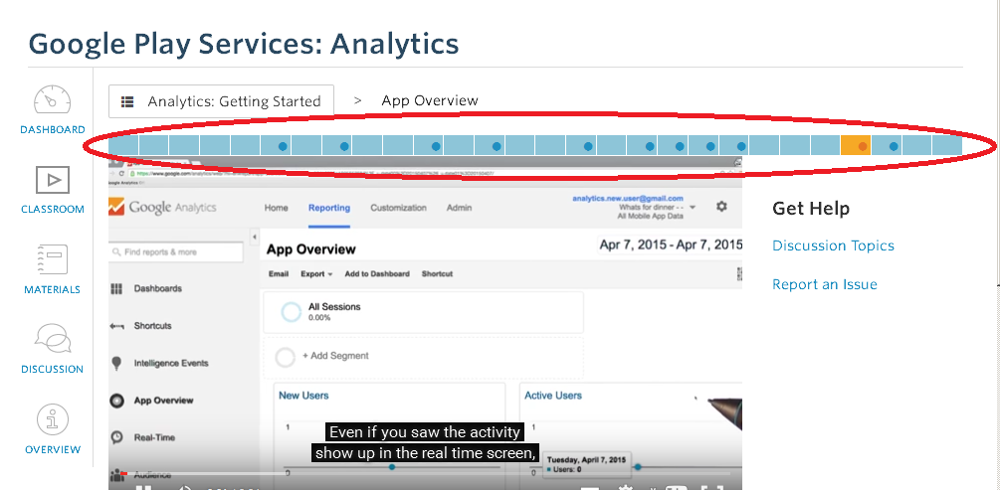 Google Play Services: Analytics
Analytics: Getting Started > App Overview
DASHBOARD
CLASSROOM
MATERIALS
DISCUSSION
OVERVIEW
Google Analytics
Home Reporting Customization Admin
analytics.new.user@gmail.com
Whats for dinner - --
All Mobile App Data
Find reports & more
Dashboards
Shortcuts
Intelligence Events
App Overview
Real-Time
Audience
App Overview
Apr 7, 2015 - Apr 7, 2015
Email Export Add to Dashboard Shortcut
All Sessions
0.00%
+ Add Segment
New Users
1
0
Active Users
1
0
Tuesday, April 7, 2015
Users: 0
Even if you saw the activity
show up in the real time screen,
Get Help
Discussion Topics
Report an Issue